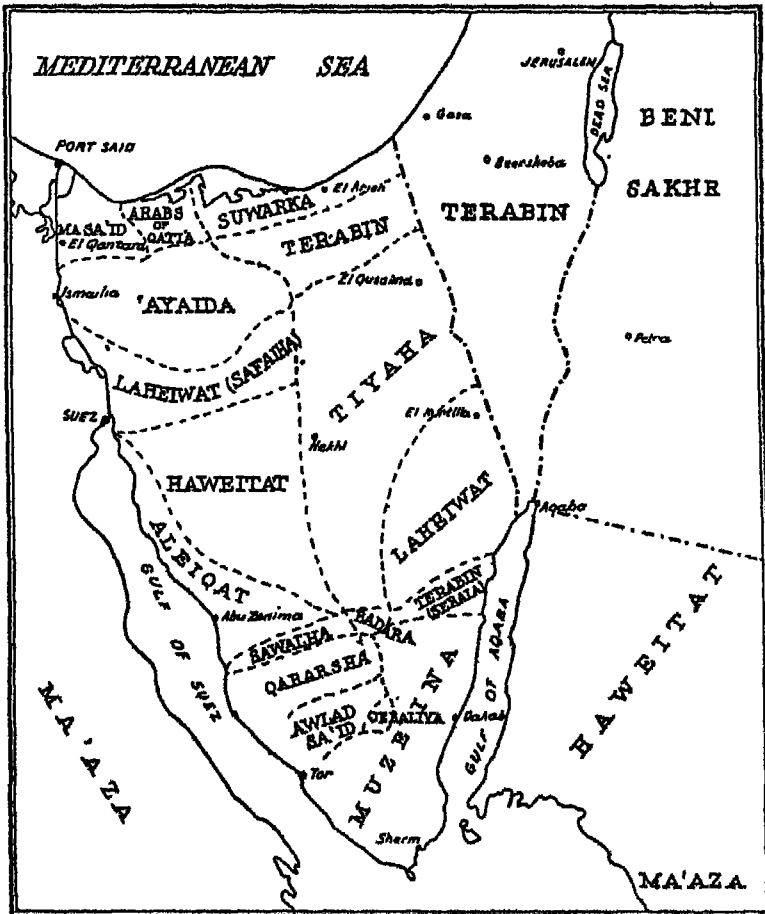 MEDITERRANEAN SEA
JERUSALEM
DEAD SEA
BENI
SAKHR
Gaza
Beersheba
PORT SAID
El Arish
TERABIN
MASA'ID
ARABS
OF
QATIA
SUWARKA
El Qantara
TERABIN
El Qusaima
Ismailia
'AYAIDA
Petra
LAHEIWAT (SAFAIHA)
TIYAHA
SUEZ
El Kuntilla
Nakhl
HAWEITAT
LAHEIWAT
Aqaba
ALEIQAT
GULF OF SUEZ
Abu Zenima
BADARA
TERABIN
(SERAIA)
SAWALHA
QARARSHA
GULF OF AQABA
HAWEITAT
AWLAD
SA'ID
GEBALIYA
Dahab
MUZEINA
MA'AZA
Tor
Sherm
MA'AZA